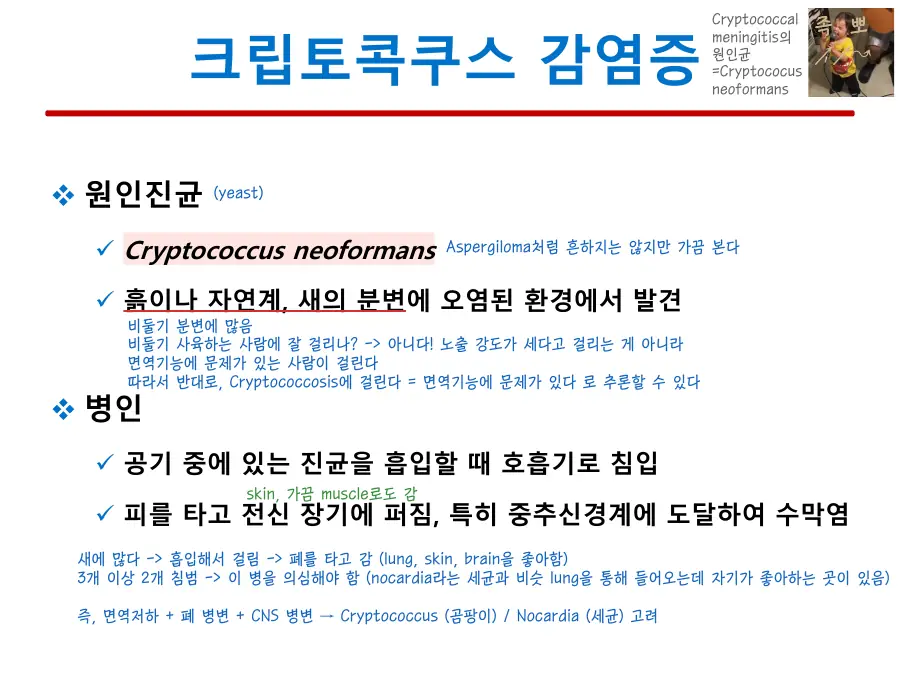 크립토콕쿠스 감염증
Cryptococcal
meningitis의
원인균
=Cryptococus
neoformans
족 뽀
원인진균 (yeast)
Cryptococcus neoformans Aspergiloma처럼 흔하지는 않지만 가끔 본다
흙이나 자연계, 새의 분변에 오염된 환경에서 발견
비둘기 분변에 많음
비둘기 사육하는 사람에 잘 걸리나? -> 아니다! 노출 강도가 세다고 걸리는 게 아니라
면역기능에 문제가 있는 사람이 걸린다
따라서 반대로, Cryptococcosis에 걸린다 = 면역기능에 문제가 있다 로 추론할 수 있다
병인
공기 중에 있는 진균을 흡입할 때 호흡기로 침입
skin, 가끔 muscle로도 감
피를 타고 전신 장기에 퍼짐, 특히 중추신경계에 도달하여 수막염
새에 많다 -> 흡입해서 걸림 -> 폐를 타고 감 (lung, skin, brain을 좋아함)
3개 이상 2개 침범 -> 이 병을 의심해야 함 (nocardia라는 세균과 비슷 lung을 통해 들어오는데 자기가 좋아하는 곳이 있음)
즉, 면역저하 + 폐 병변 + CNS 병변 → Cryptococcus (곰팡이) / Nocardia (세균) 고려